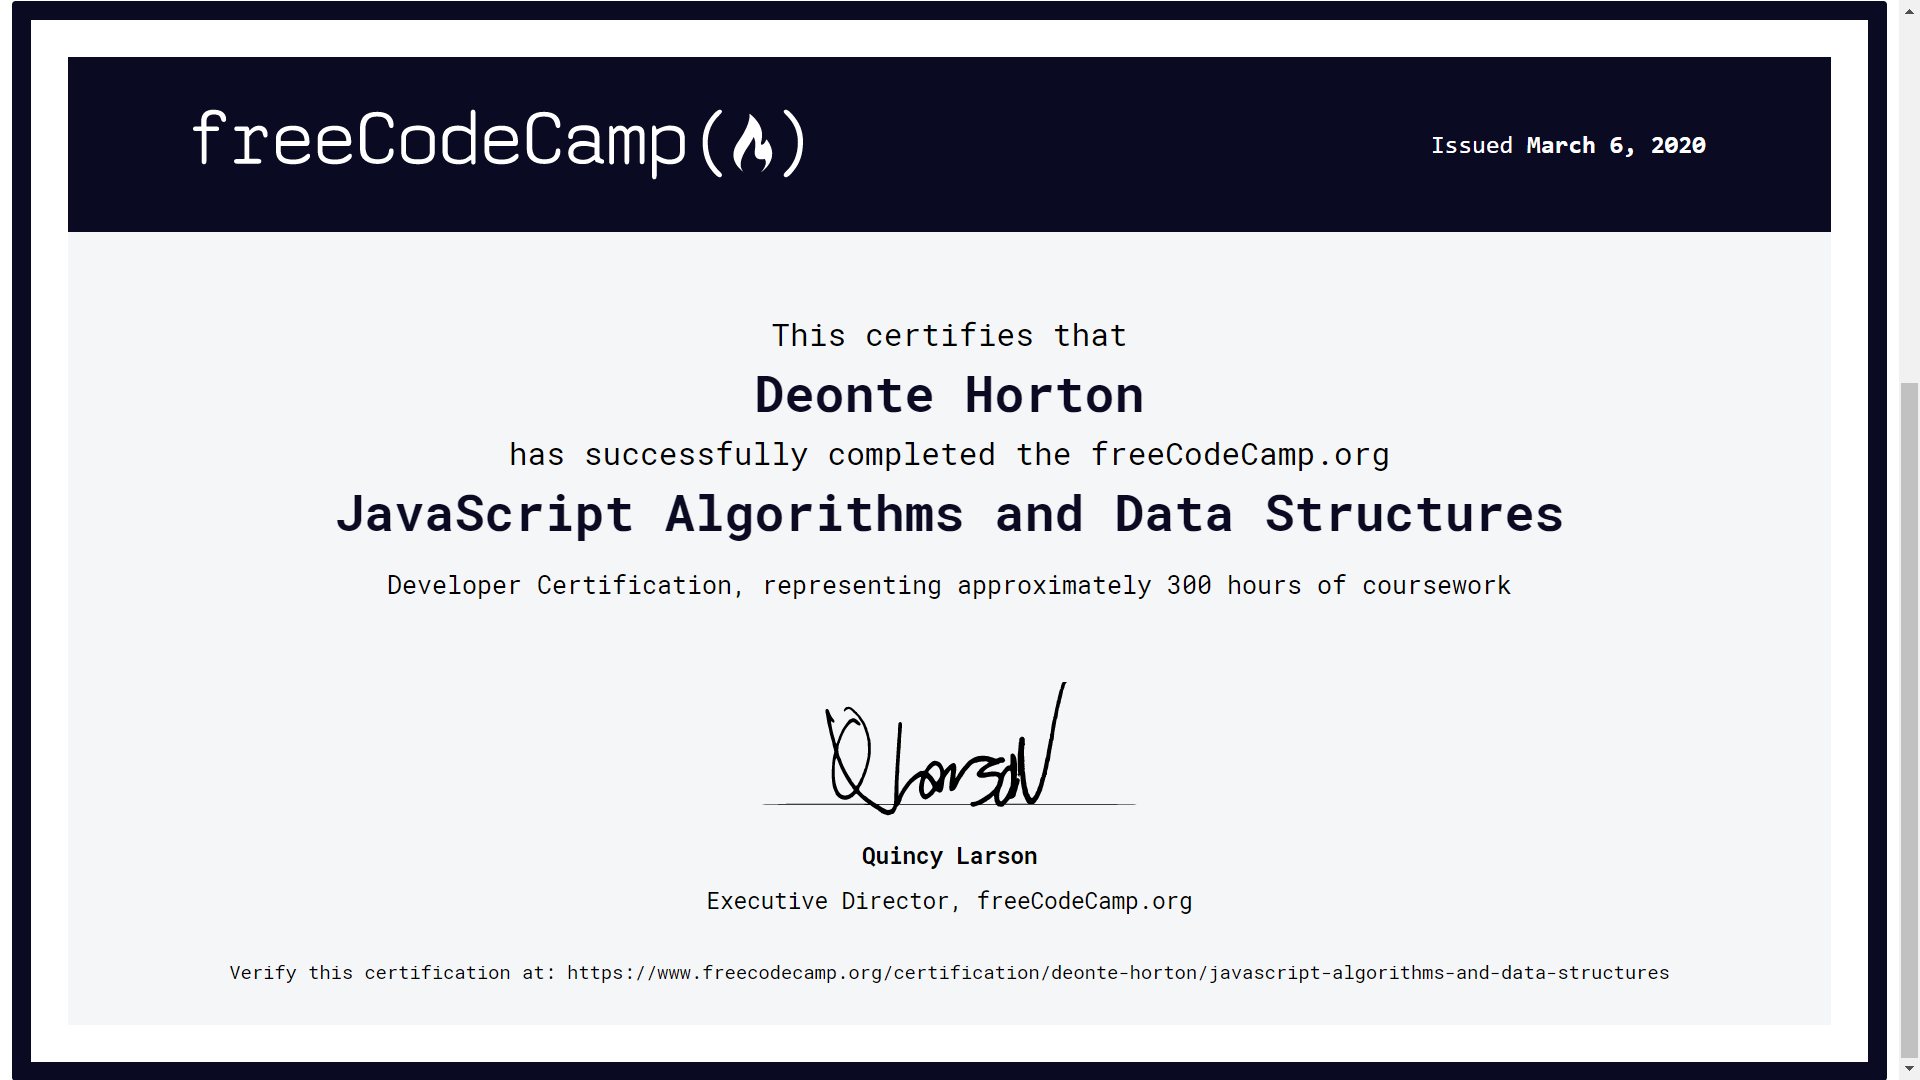 freeCodeCamp(🔥)
Issued March 6, 2020
This certifies that
Deonte Horton
has successfully completed the freeCodeCamp.org
JavaScript Algorithms and Data Structures
Developer Certification, representing approximately 300 hours of coursework
Q Larson
Quincy Larson
Executive Director, freeCodeCamp.org
Verify this certification at: https://www.freecodecamp.org/certification/deonte-horton/javascript-algorithms-and-data-structures